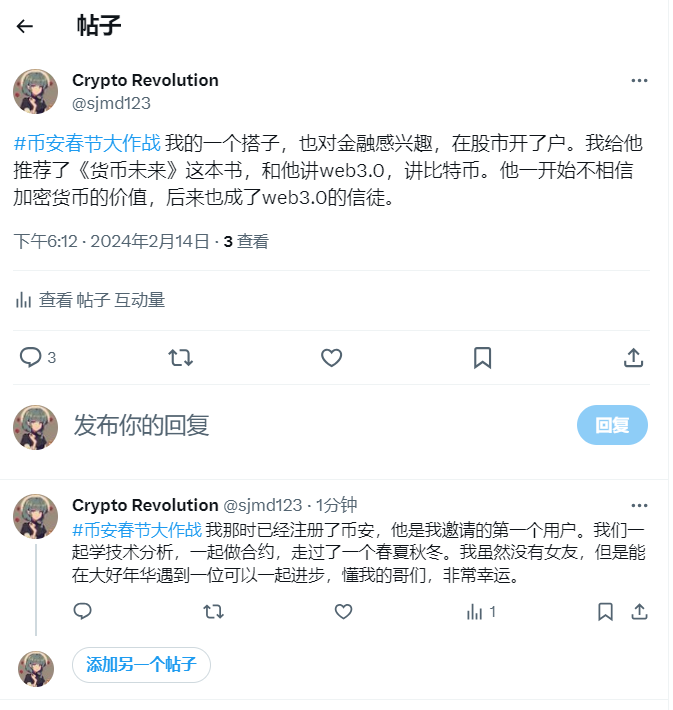 帖子
Crypto Revolution
@sjmd123
#币安春节大作战 我的一个搭子，也对金融感兴趣，在股市开了户。我给他
推荐了《货币未来》这本书，和他讲web3.0，讲比特币。他一开始不相信
加密货币的价值，后来也成了web3.0的信徒。
下午6:12 · 2024年2月14日 · 3 查看
查看 帖子 互动量
3
发布你的回复
回复
Crypto Revolution @sjmd123 · 1分钟
#币安春节大作战 我那时已经注册了币安，他是我邀请的第一个用户。我们一
起学技术分析，一起做合约，走过了一个春夏秋冬。我虽然没有女友，但是能
在大好年华遇到一位可以一起进步，懂我的哥们，非常幸运。
1
添加另一个帖子